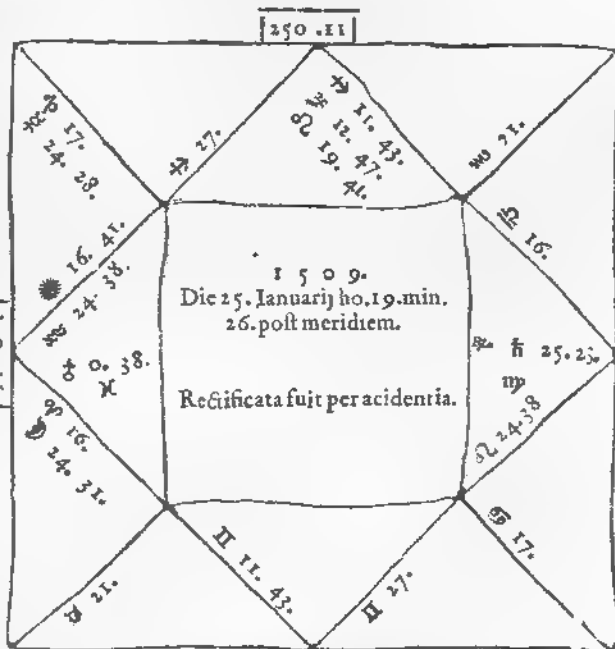 250.11
♐ 11. 43.
12. 47.
♌ 19. 41.
♐ 27.
17.
24. 28.
16. 41.
♒ 24. 38.
0. 38.
♓
♈ 16.
24. 31.
♉ 21.
♊ 11. 43.
♊ 27.
♋ 17.
♌ 24.38
♄ 25. 23.
♍
♎ 16.
♏ 21.
1509.
Die 25. Ianuarij ho. 19. min.
26. post meridiem.
Rectificata fuit per acidentia.